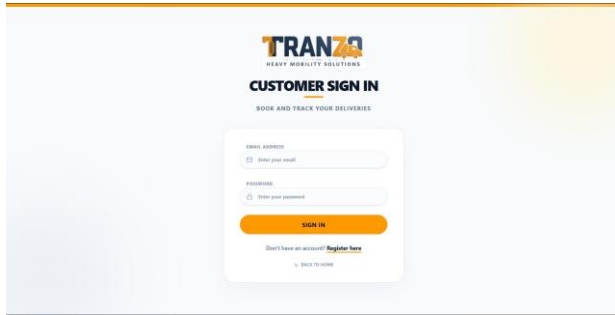 TRANZO
HEAVY MOBILITY SOLUTIONS
CUSTOMER SIGN IN
BOOK AND TRACK YOUR DELIVERIES
EMAIL ADDRESS
Enter your email
PASSWORD
Enter your password
SIGN IN
Don't have an account? Register here
BACK TO HOME